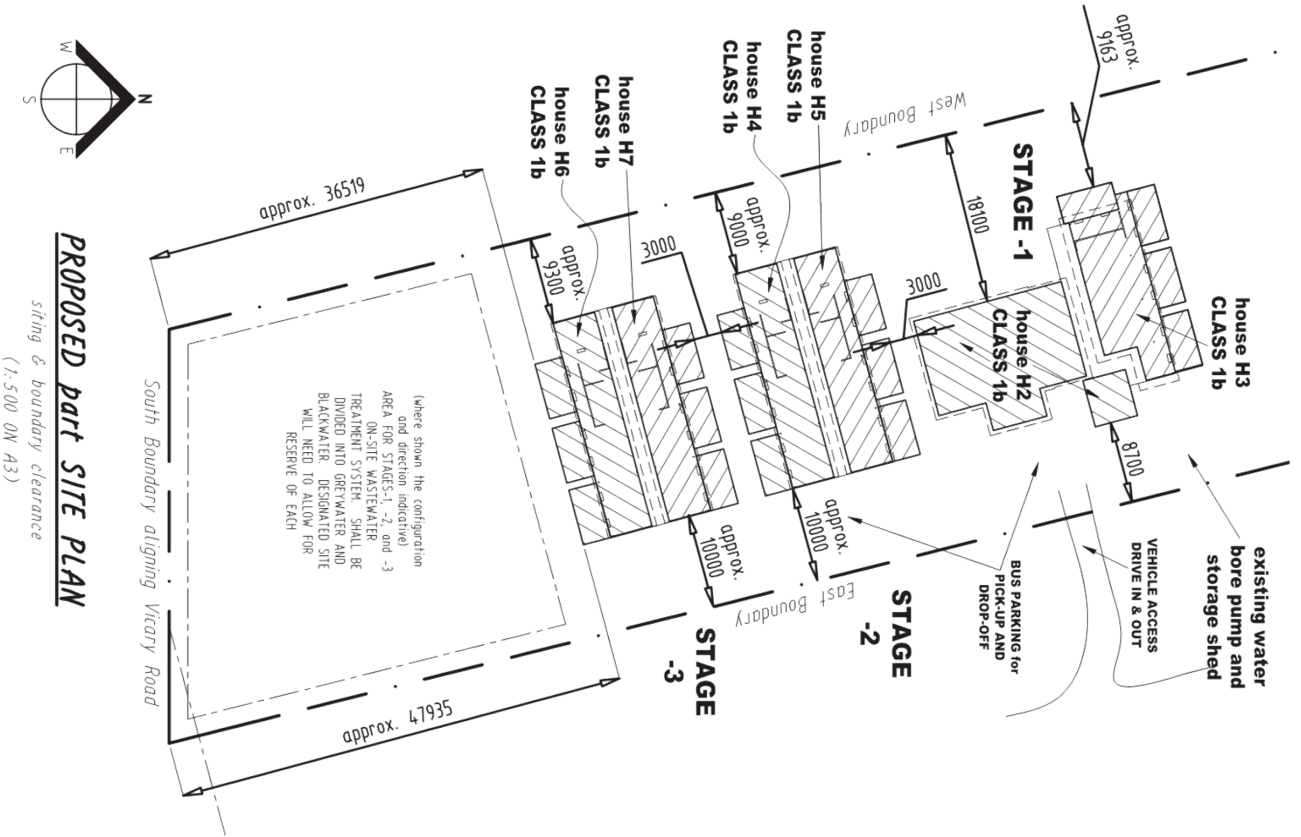 approx.
9163
West Boundary
STAGE -1
house H3
CLASS 1b
house H2
CLASS 1b
18100
8700
existing water
bore pump and
storage shed
VEHICLE ACCESS
DRIVE IN & OUT
BUS PARKING for
PICK-UP AND
DROP-OFF
house H5
CLASS 1b
house H4
CLASS 1b
3000
approx.
9000
approx.
10000
STAGE
-2
East Boundary
house H7
CLASS 1b
house H6
CLASS 1b
3000
approx.
9300
approx.
10000
STAGE
-3
approx. 36519
approx. 47935
(where shown the configuration
and direction indicative)
AREA FOR STAGES-1, -2, and -3
ON-SITE WASTEWATER
TREATMENT SYSTEM. SHALL BE
DIVIDED INTO GREYWATER AND
BLACKWATER. DESIGNATED SITE
WILL NEED TO ALLOW FOR
RESERVE OF EACH
South Boundary aligning Vicary Road
N
W
E
S
PROPOSED part SITE PLAN
siting & boundary clearance
(1:500 ON A3)